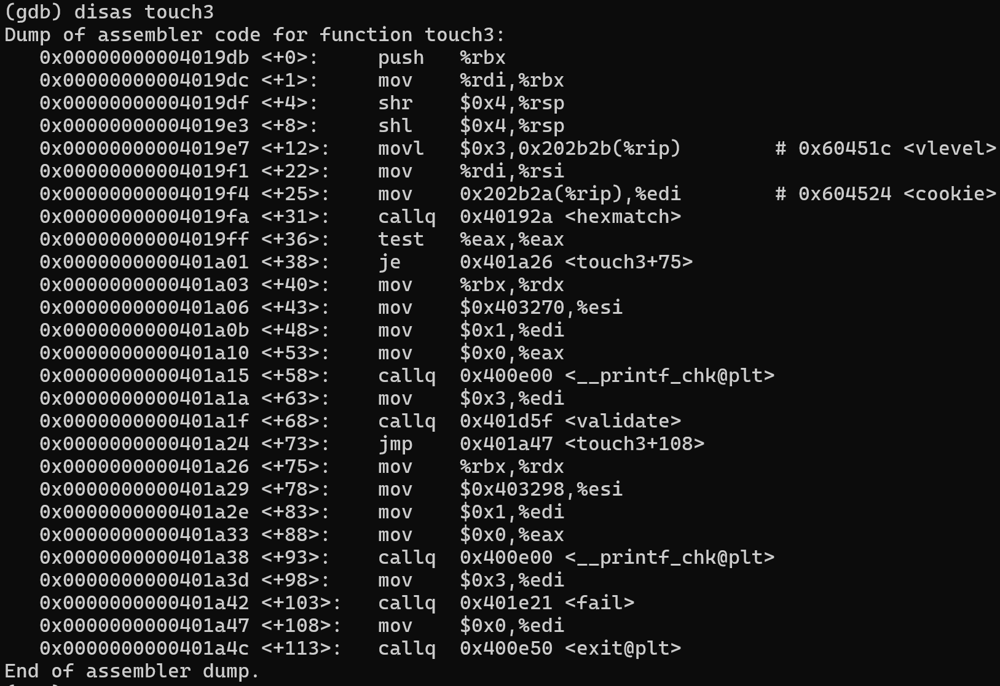 (gdb) disas touch3
Dump of assembler code for function touch3:
   0x00000000004019db <+0>:     push   %rbx
   0x00000000004019dc <+1>:     mov    %rdi,%rbx
   0x00000000004019df <+4>:     shr    $0x4,%rsp
   0x00000000004019e3 <+8>:     shl    $0x4,%rsp
   0x00000000004019e7 <+12>:    movl   $0x3,0x202b2b(%rip)        # 0x60451c <vlevel>
   0x00000000004019f1 <+22>:    mov    %rdi,%rsi
   0x00000000004019f4 <+25>:    mov    0x202b2a(%rip),%edi        # 0x604524 <cookie>
   0x00000000004019fa <+31>:    callq  0x40192a <hexmatch>
   0x00000000004019ff <+36>:    test   %eax,%eax
   0x0000000000401a01 <+38>:    je     0x401a26 <touch3+75>
   0x0000000000401a03 <+40>:    mov    %rbx,%rdx
   0x0000000000401a06 <+43>:    mov    $0x403270,%esi
   0x0000000000401a0b <+48>:    mov    $0x1,%edi
   0x0000000000401a10 <+53>:    mov    $0x0,%eax
   0x0000000000401a15 <+58>:    callq  0x400e00 <__printf_chk@plt>
   0x0000000000401a1a <+63>:    mov    $0x3,%edi
   0x0000000000401a1f <+68>:    callq  0x401d5f <validate>
   0x0000000000401a24 <+73>:    jmp    0x401a47 <touch3+108>
   0x0000000000401a26 <+75>:    mov    %rbx,%rdx
   0x0000000000401a29 <+78>:    mov    $0x403298,%esi
   0x0000000000401a2e <+83>:    mov    $0x1,%edi
   0x0000000000401a33 <+88>:    mov    $0x0,%eax
   0x0000000000401a38 <+93>:    callq  0x400e00 <__printf_chk@plt>
   0x0000000000401a3d <+98>:    mov    $0x3,%edi
   0x0000000000401a42 <+103>:   callq  0x401e21 <fail>
   0x0000000000401a47 <+108>:   mov    $0x0,%edi
   0x0000000000401a4c <+113>:   callq  0x400e50 <exit@plt>
End of assembler dump.